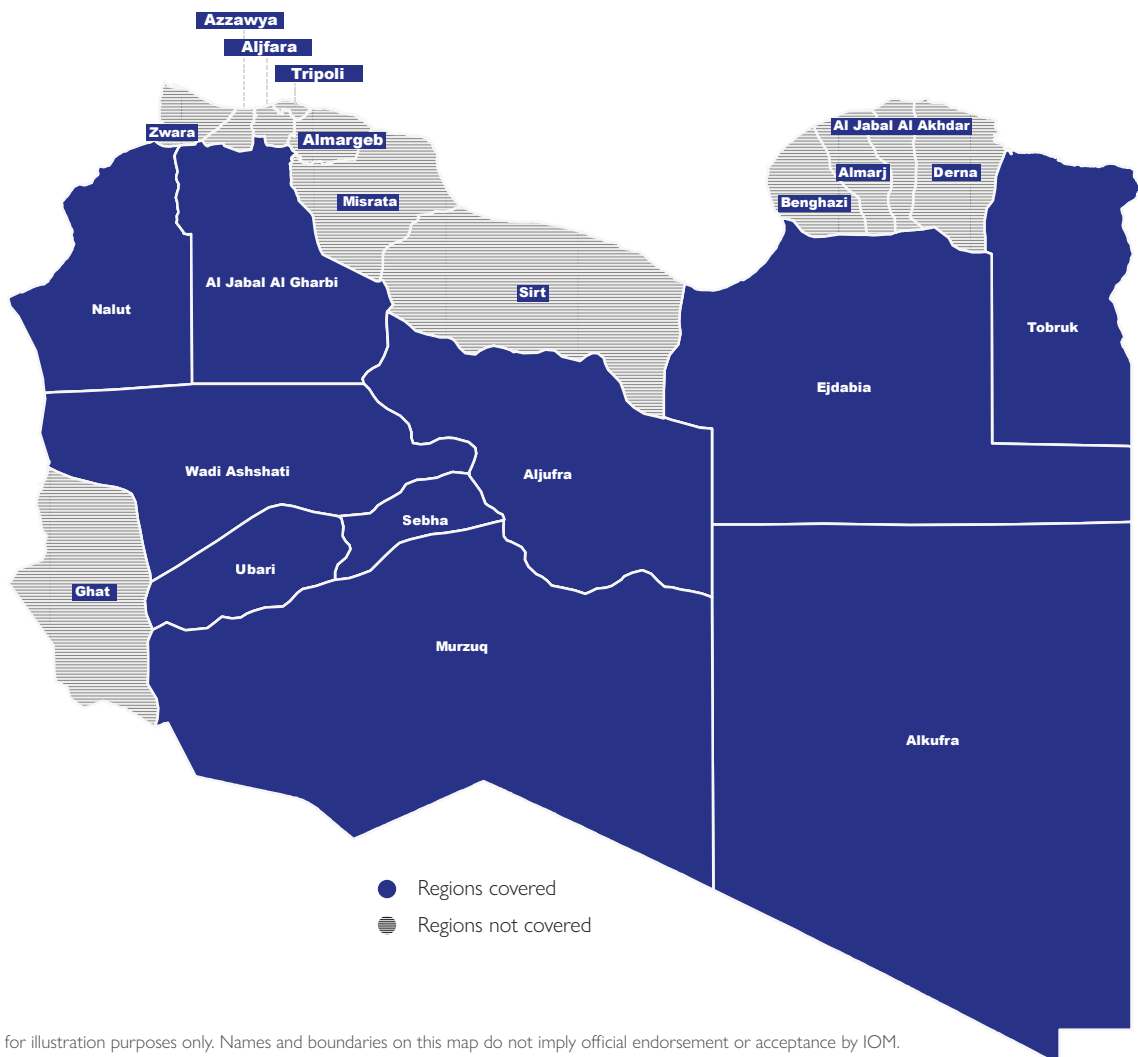 Azzawya
Aljfara
Tripoli
Zwara
Almargeb
Al Jabal Al Akhdar
Almarj
Derna
Misrata
Benghazi
Al Jabal Al Gharbi
Sirt
Nalut
Tobruk
Ejdabia
Wadi Ashshati
Aljufra
Sebha
Ubari
Ghat
Murzuq
Alkufra
Regions covered
Regions not covered
for illustration purposes only. Names and boundaries on this map do not imply official endorsement or acceptance by IOM.